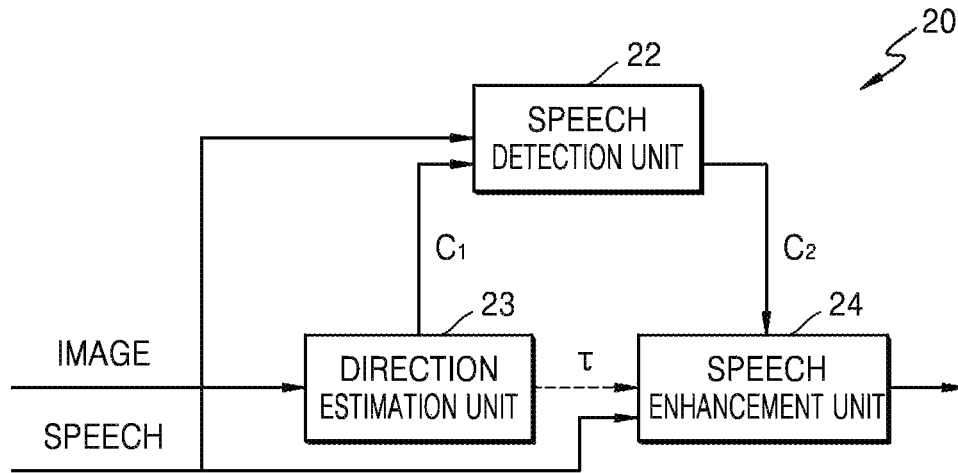 20
22
SPEECH
DETECTION UNIT
C1
C2
23
24
IMAGE
DIRECTION
ESTIMATION UNIT
τ
SPEECH
ENHANCEMENT UNIT
SPEECH